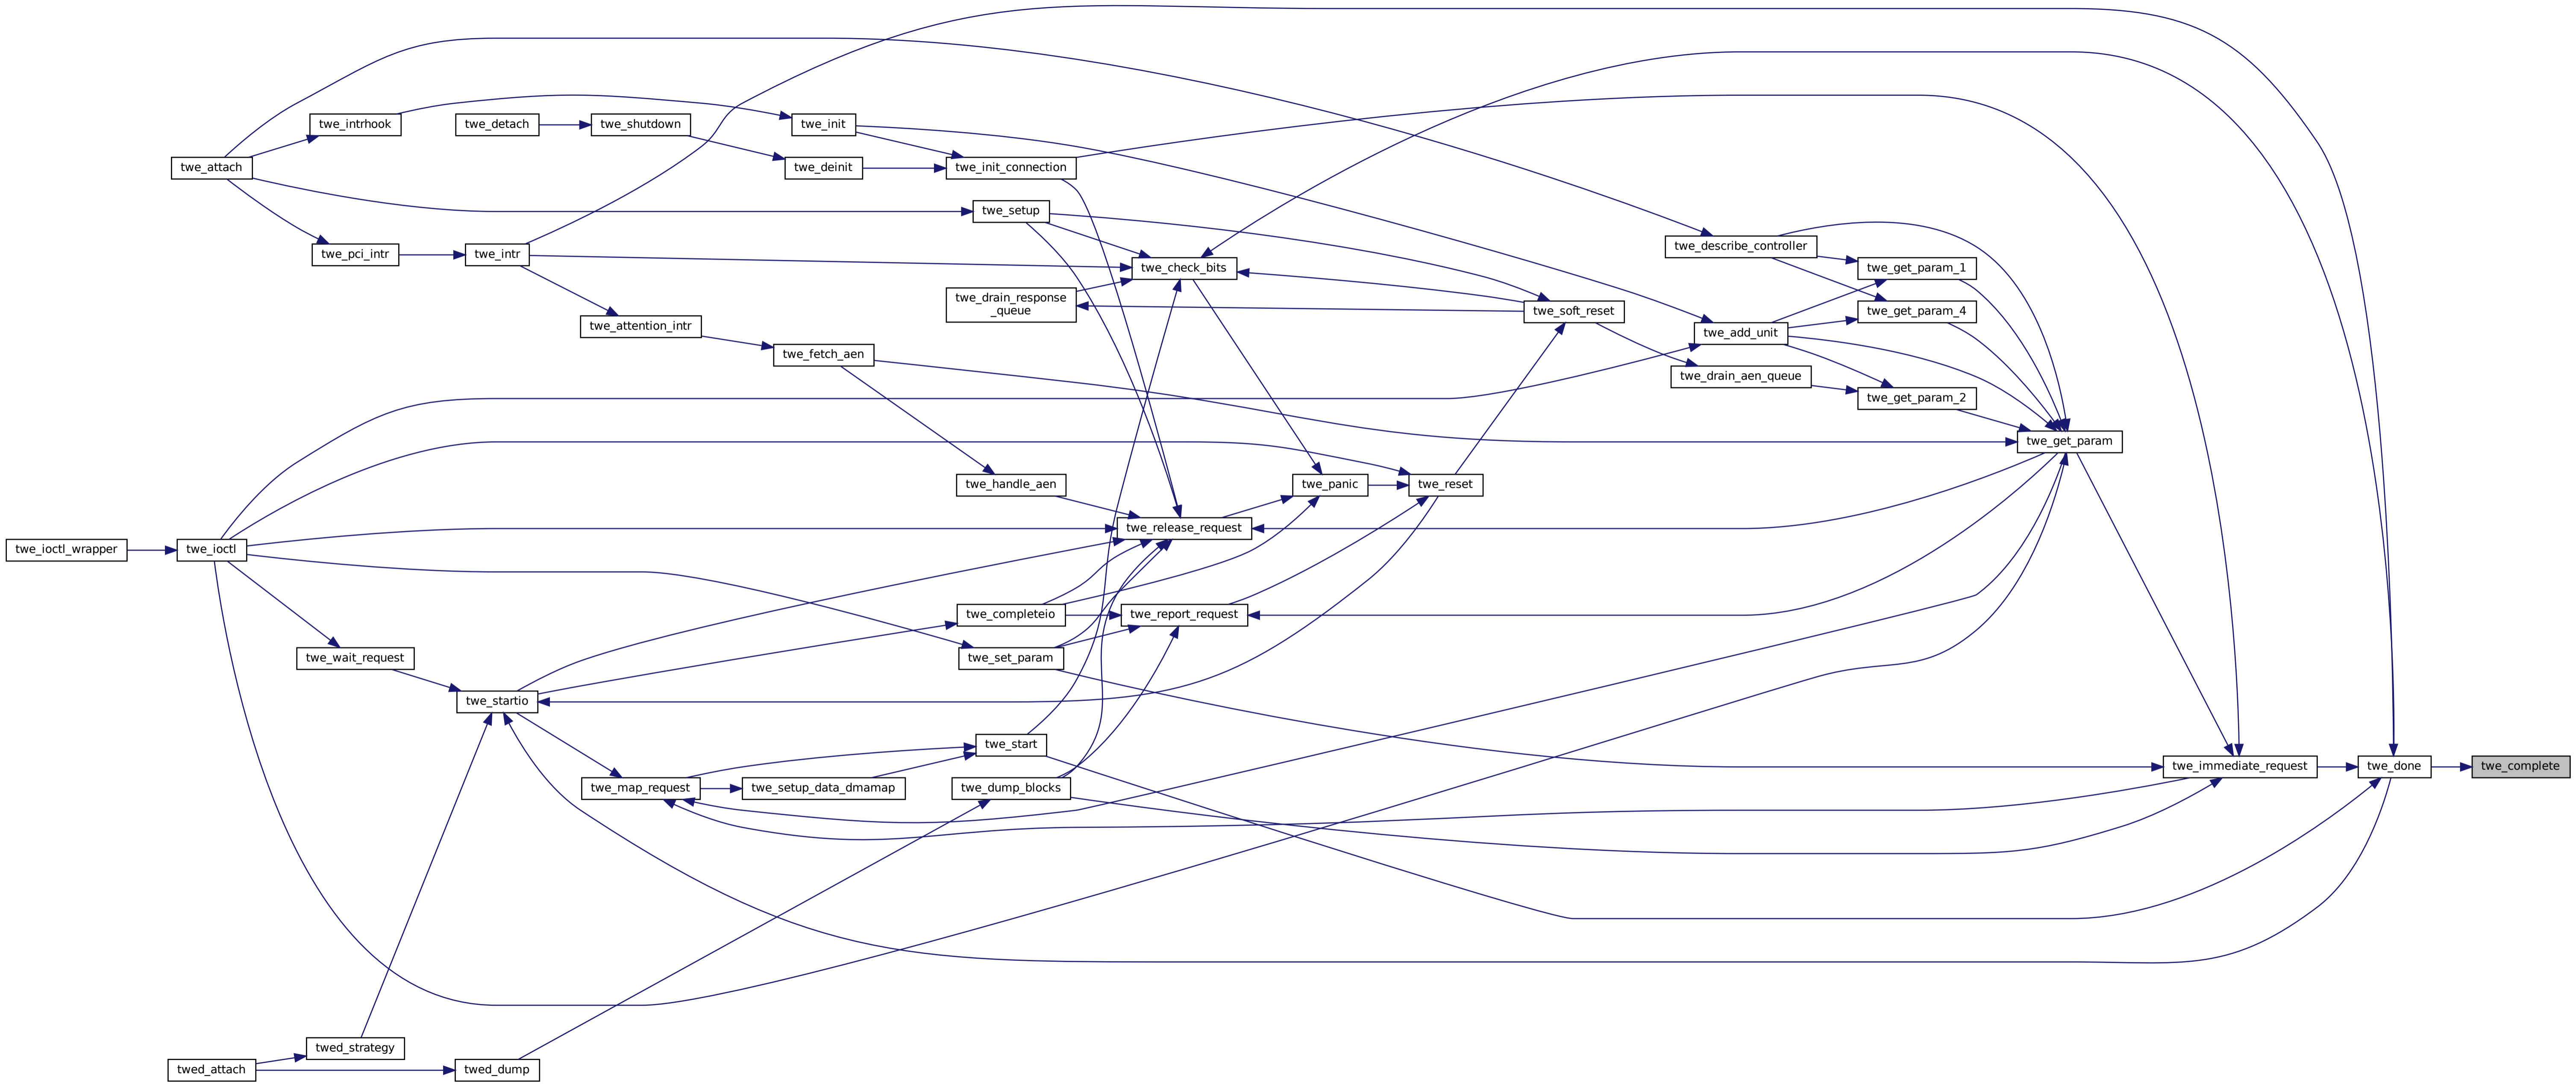 twe_intrhook
twe_detach
twe_shutdown
twe_init
twe_attach
twe_deinit
twe_init_connection
twe_setup
twe_describe_controller
twe_pci_intr
twe_intr
twe_check_bits
twe_get_param_1
twe_drain_response
_queue
twe_soft_reset
twe_get_param_4
twe_attention_intr
twe_add_unit
twe_fetch_aen
twe_drain_aen_queue
twe_get_param_2
twe_get_param
twe_handle_aen
twe_panic
twe_reset
twe_release_request
twe_ioctl_wrapper
twe_ioctl
twe_completeio
twe_report_request
twe_wait_request
twe_set_param
twe_startio
twe_start
twe_immediate_request
twe_done
twe_complete
twe_map_request
twe_setup_data_dmamap
twe_dump_blocks
twed_strategy
twed_attach
twed_dump